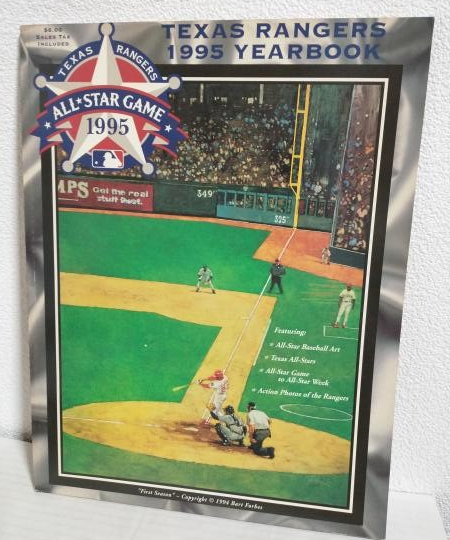 $6.00
Sales Tax
Included
TEXAS RANGERS
1995 YEARBOOK
TEXAS RANGERS
ALL★STAR GAME
1995
MPS
Get the real
stuff Dept.
349
325
Featuring:
★ All-Star Baseball Art
★ Texas All-Stars
★ All-Star Game
to All-Star Week
★ Action Photos of the Rangers
"First Season" – Copyright © 1994 Bart Forbes